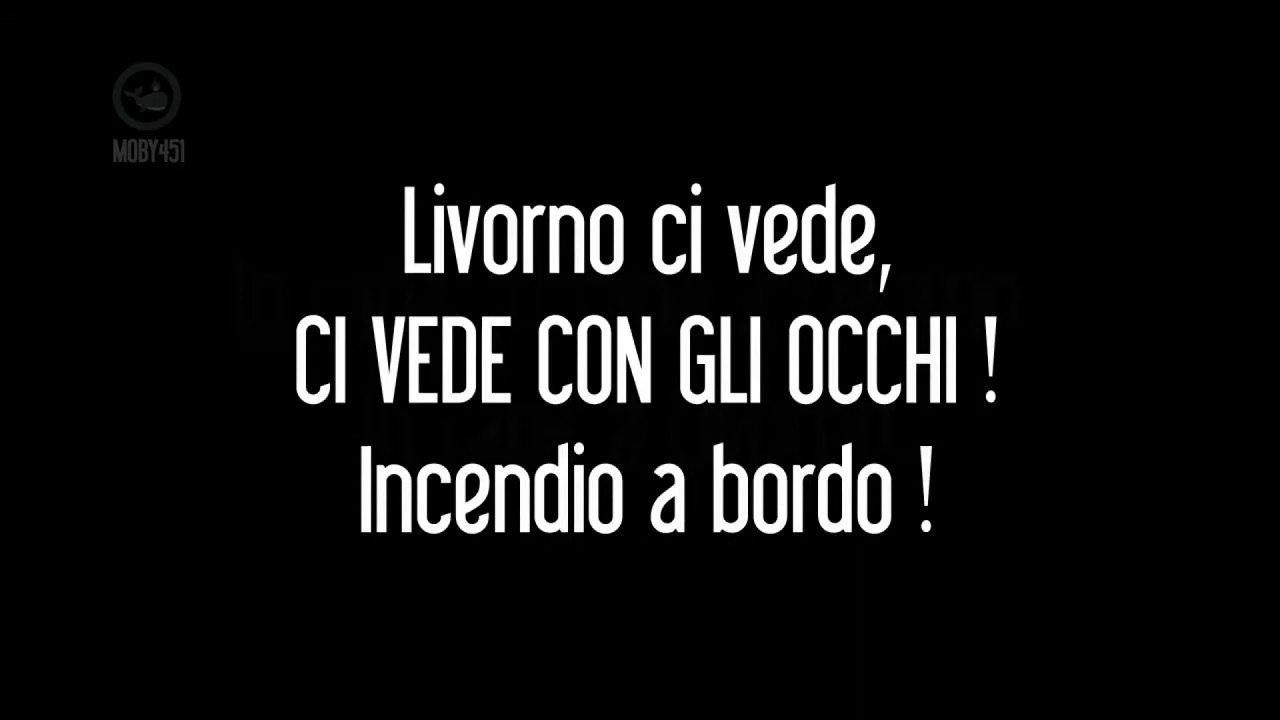 MOBY451
Livorno ci vede,
CI VEDE CON GLI OCCHI !
Incendio a bordo !